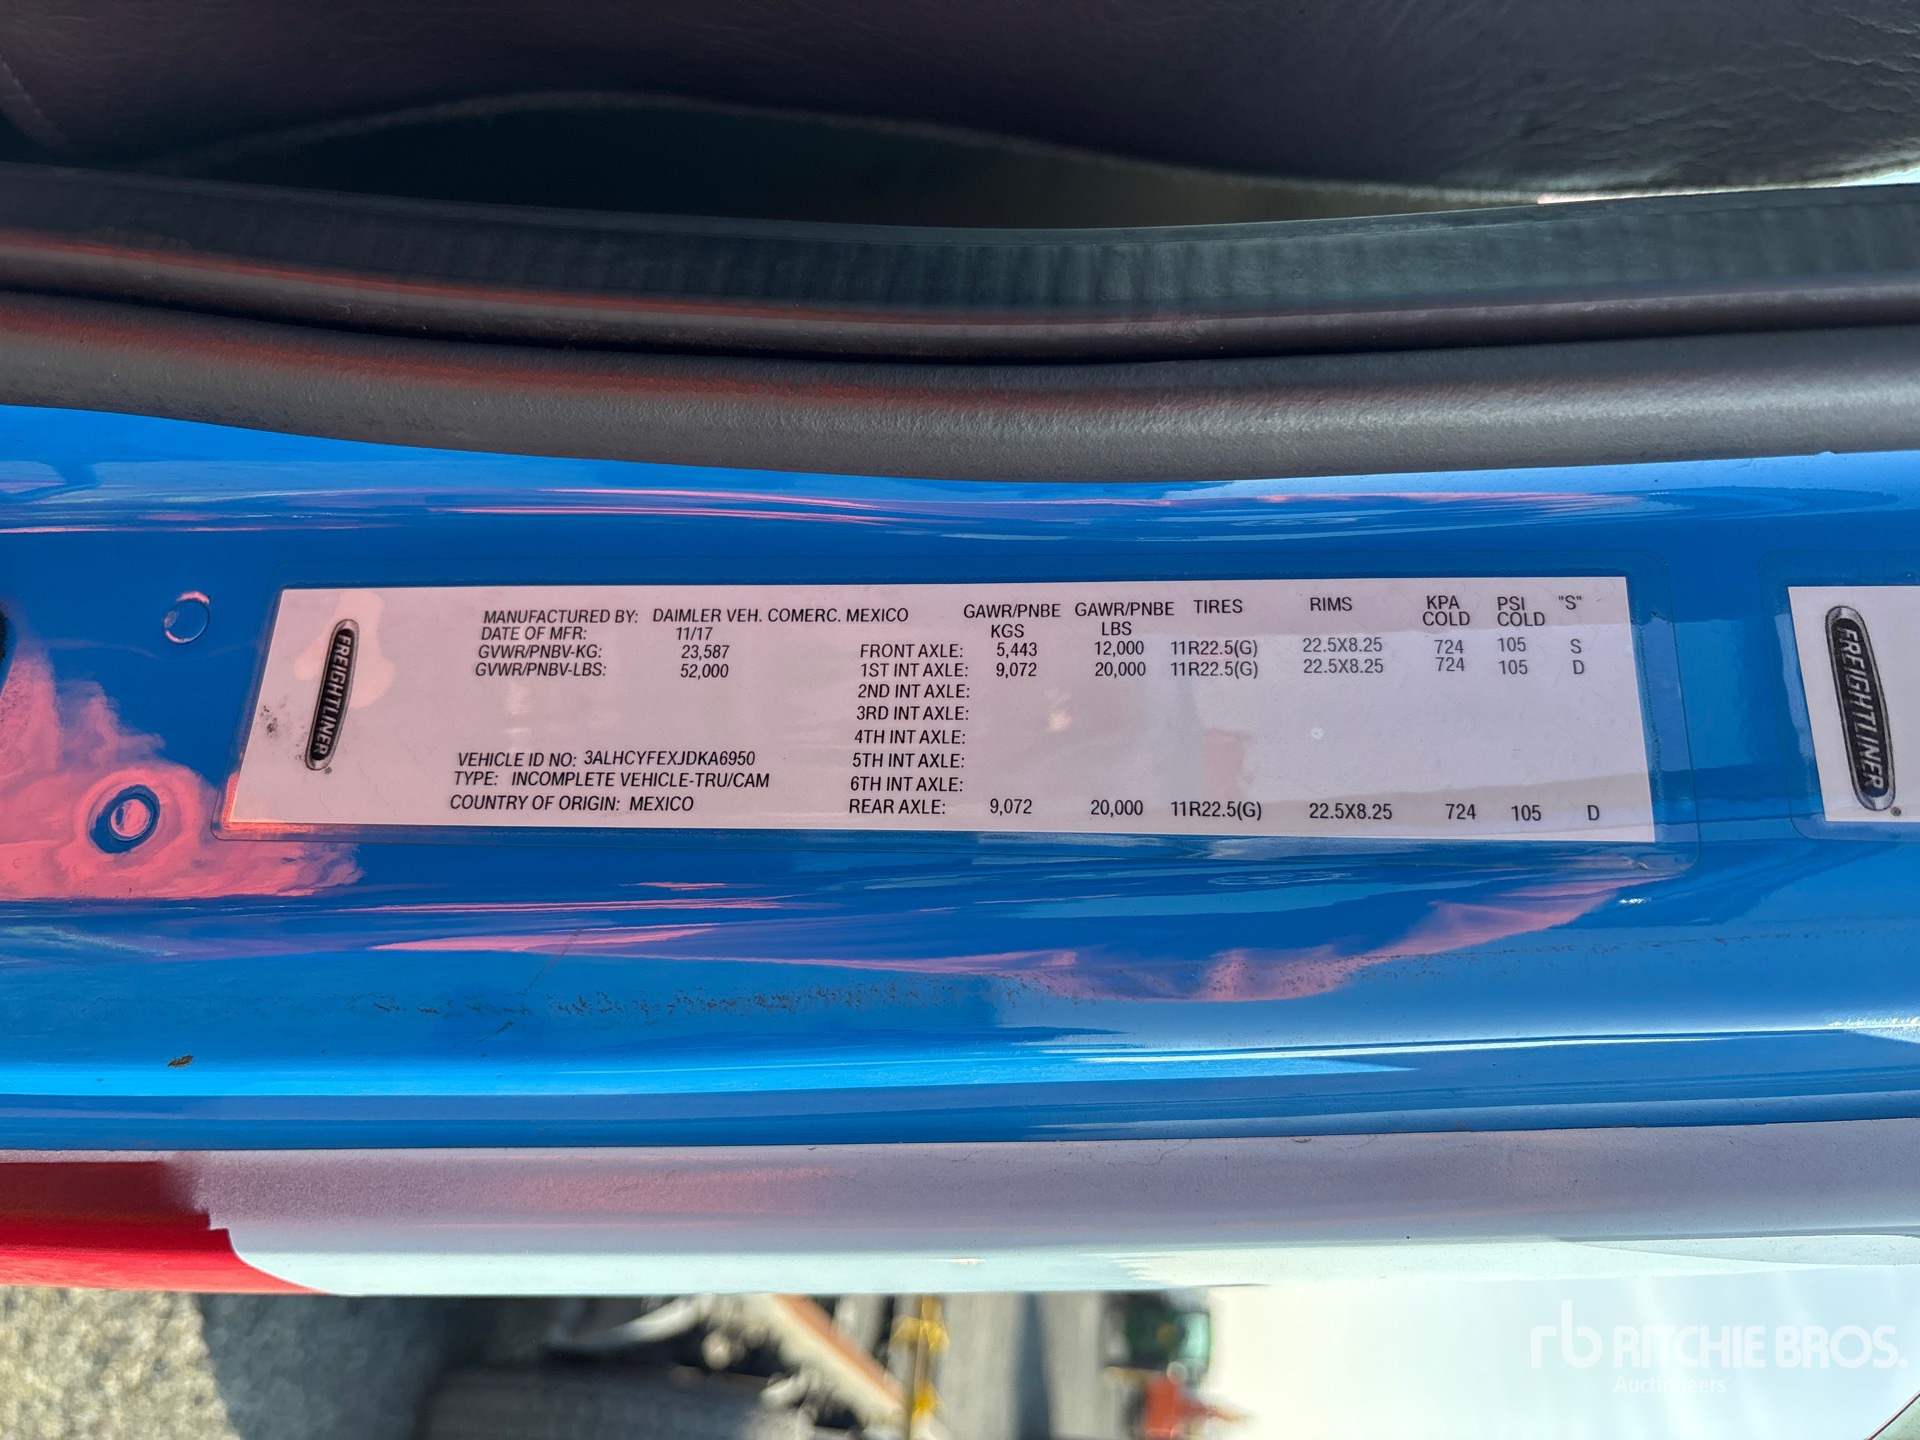 FREIGHTLINER
MANUFACTURED BY: DAIMLER VEH. COMERC. MEXICO
DATE OF MFR: 11/17
GVWR/PNBV-KG: 23,587
GVWR/PNBV-LBS: 52,000
VEHICLE ID NO: 3ALHCYFEXJDKA6950
TYPE: INCOMPLETE VEHICLE-TRU/CAM
COUNTRY OF ORIGIN: MEXICO
GAWR/PNBE KGS GAWR/PNBE LBS TIRES RIMS KPA COLD PSI COLD "S"
FRONT AXLE: 5,443 12,000 11R22.5(G) 22.5X8.25 724 105 S
1ST INT AXLE: 9,072 20,000 11R22.5(G) 22.5X8.25 724 105 D
2ND INT AXLE:
3RD INT AXLE:
4TH INT AXLE:
5TH INT AXLE:
6TH INT AXLE:
REAR AXLE: 9,072 20,000 11R22.5(G) 22.5X8.25 724 105 D
FREIGHTLINER
rb RITCHIE BROS.
Auctioneers